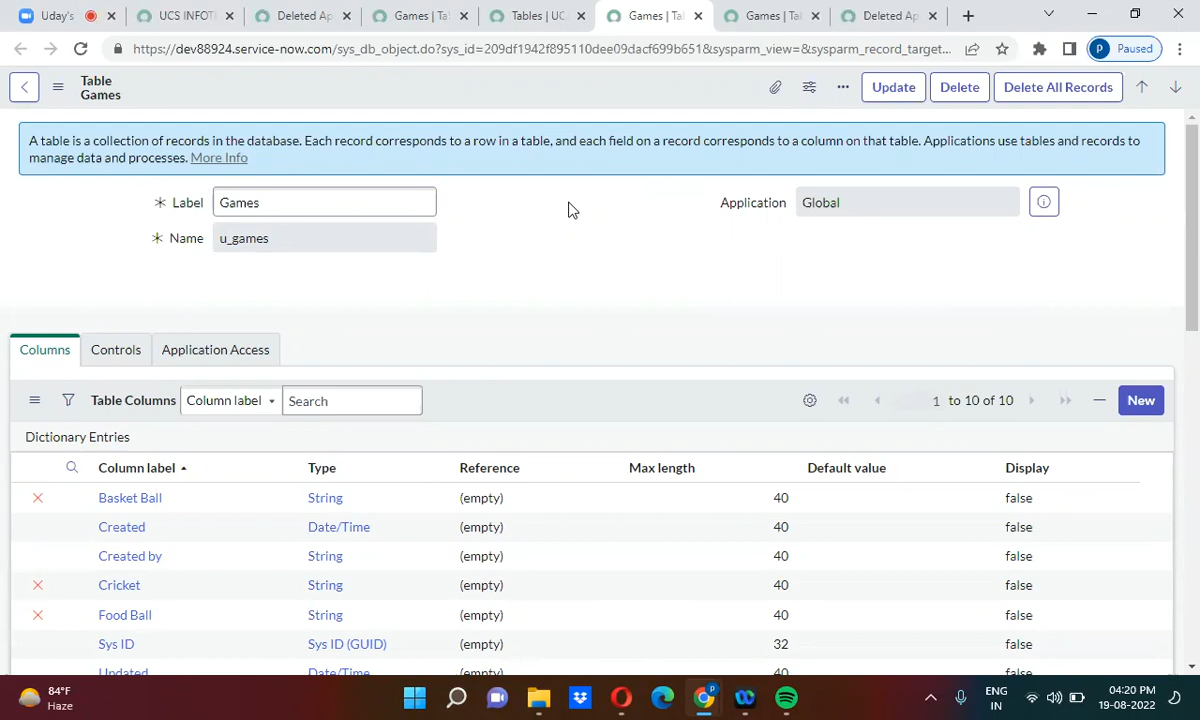 Uday's
UCS INFOT
Deleted Ap
Games | Ta
Tables | UC
Games | Ta
Games | Ta
Deleted Ap
https://dev88924.service-now.com/sys_db_object.do?sys_id=209df1942f895110dee09dacf699b651&sysparm_view=&sysparm_record_target...
P Paused
Table
Games
Update
Delete
Delete All Records
A table is a collection of records in the database. Each record corresponds to a row in a table, and each field on a record corresponds to a column on that table. Applications use tables and records to
manage data and processes. More Info
Label Games
Application Global
Name u_games
Columns Controls Application Access
Table Columns Column label Search 1 to 10 of 10 New
Dictionary Entries
Column label Type Reference Max length Default value Display
Basket Ball String (empty) 40 false
Created Date/Time (empty) 40 false
Created by String (empty) 40 false
Cricket String (empty) 40 false
Food Ball String (empty) 40 false
Sys ID Sys ID (GUID) (empty) 32 false
Updated Date/Time (empty) 40 false
84°F
Haze
ENG
IN
04:20 PM
19-08-2022